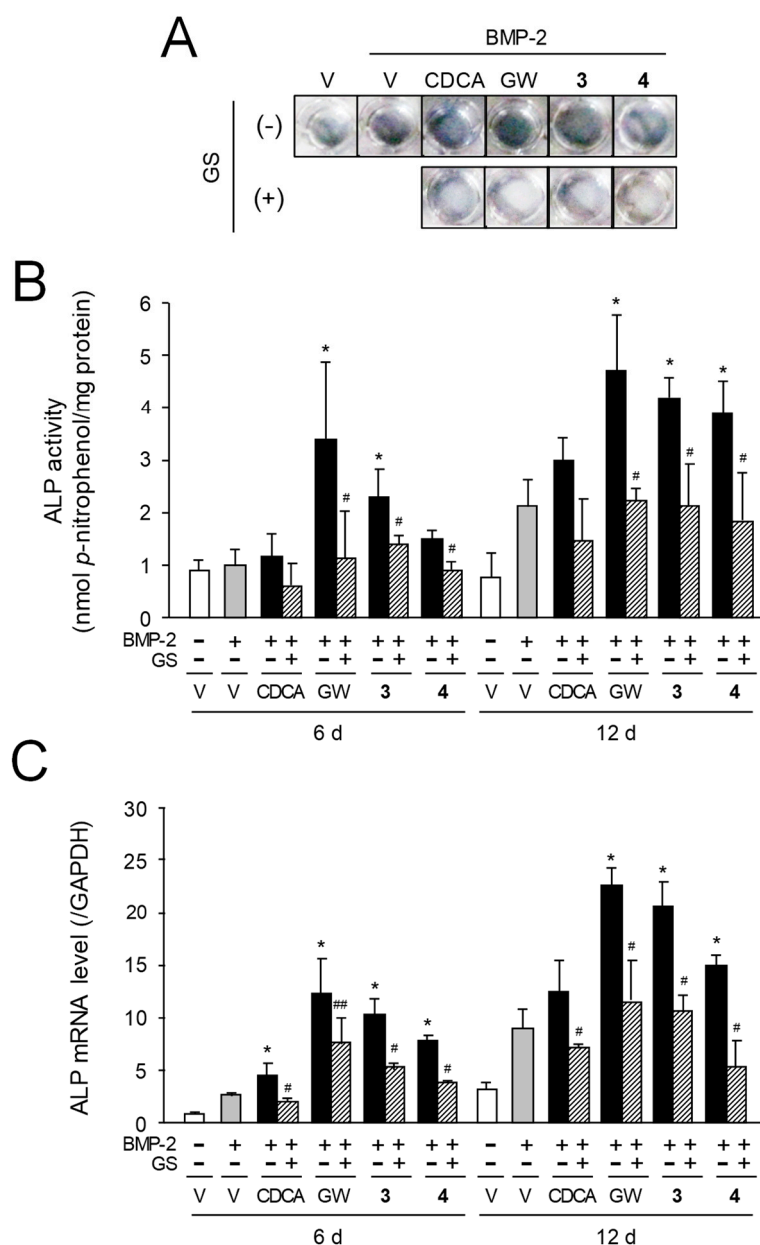 A
BMP-2
V V CDCA GW 3 4
GS
(-)
(+)
B
ALP activity
(nmol p-nitrophenol/mg protein)
6
5
4
3
2
1
0
* * * * *
# # # # # #
BMP-2 - + + + + + + + + + - + + + + + + + + +
GS - - - + - + - + - + - - - + - + - + - +
V V CDCA GW 3 4 V V CDCA GW 3 4
6 d 12 d
C
ALP mRNA level (/GAPDH)
30
25
20
15
10
5
0
* * * * * * *
# ## # # # # # #
BMP-2 - + + + + + + + + + - + + + + + + + + +
GS - - - + - + - + - + - - - + - + - + - +
V V CDCA GW 3 4 V V CDCA GW 3 4
6 d 12 d